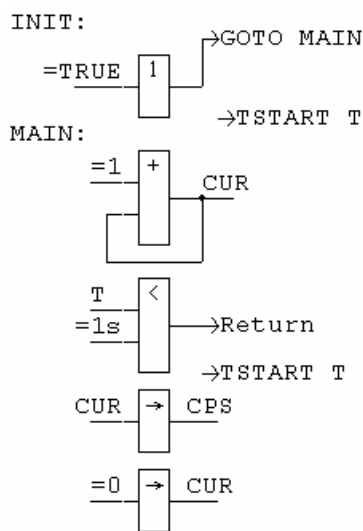 INIT:
→GOTO MAIN
=TRUE 1
→TSTART T
MAIN:
=1 +
CUR
T <
=1s →Return
→TSTART T
CUR → CPS
=0 → CUR